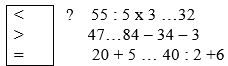 < ? 55 : 5 x 3 …32
> 47…84 – 34 – 3
= 20 + 5 … 40 : 2 +6